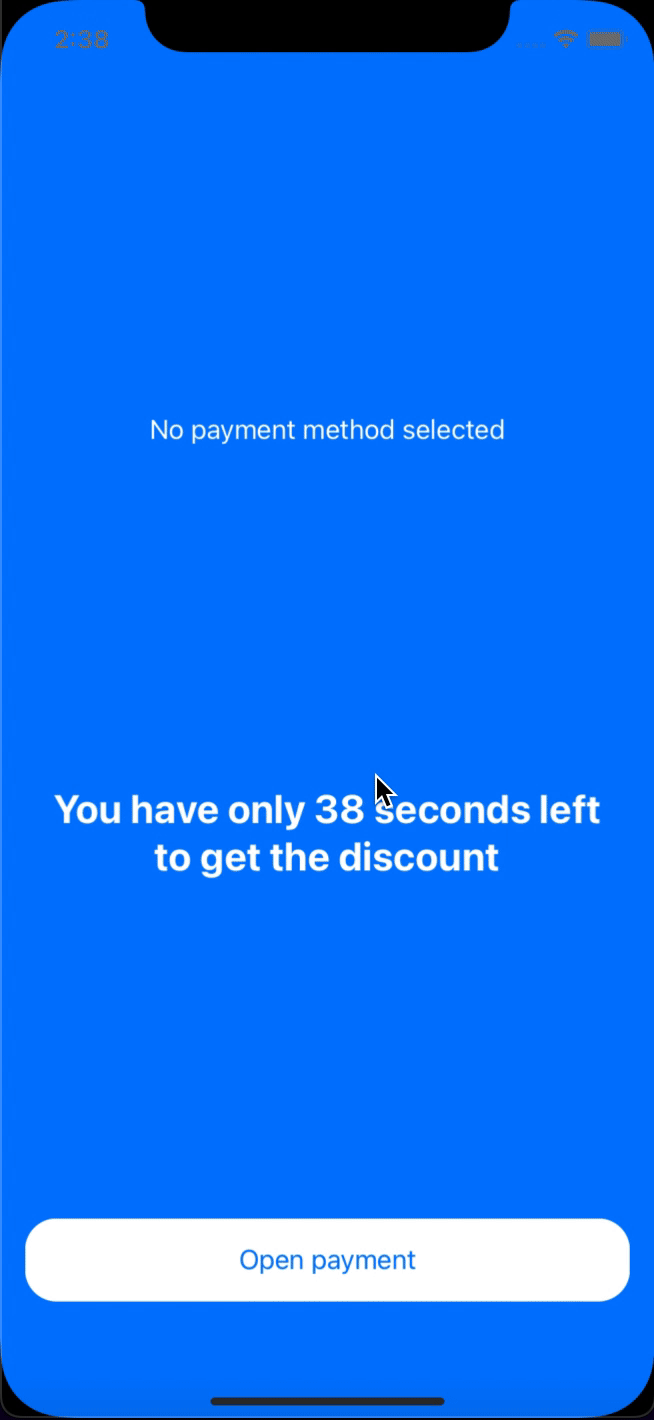 2:38
No payment method selected
You have only 38 seconds left
to get the discount
Open payment